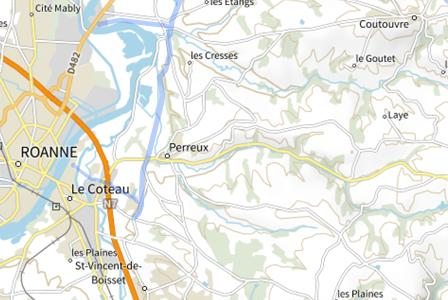 les Étangs
Cité Mably
Coutouvre
les Cresses
le Goutet
D482
Laye
Perreux
ROANNE
Le Coteau
N7
les Plaines
St-Vincent-de-
Boisset
les Plaines